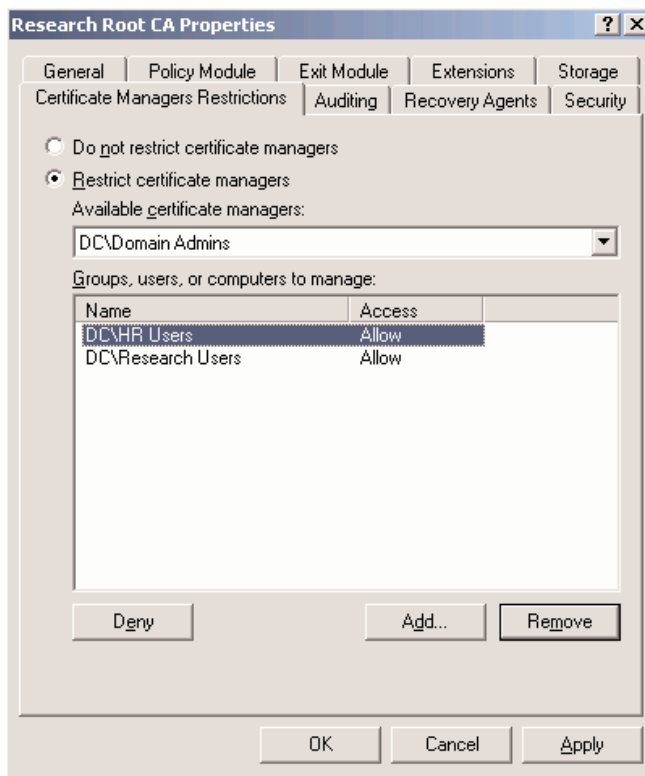 Research Root CA Properties
? X
General Policy Module Exit Module Extensions Storage
Certificate Managers Restrictions Auditing Recovery Agents Security
Do not restrict certificate managers
Restrict certificate managers
Available certificate managers:
DC\Domain Admins
Groups, users, or computers to manage:
Name Access
DC\HR Users Allow
DC\Research Users Allow
Deny Add... Remove
OK Cancel Apply